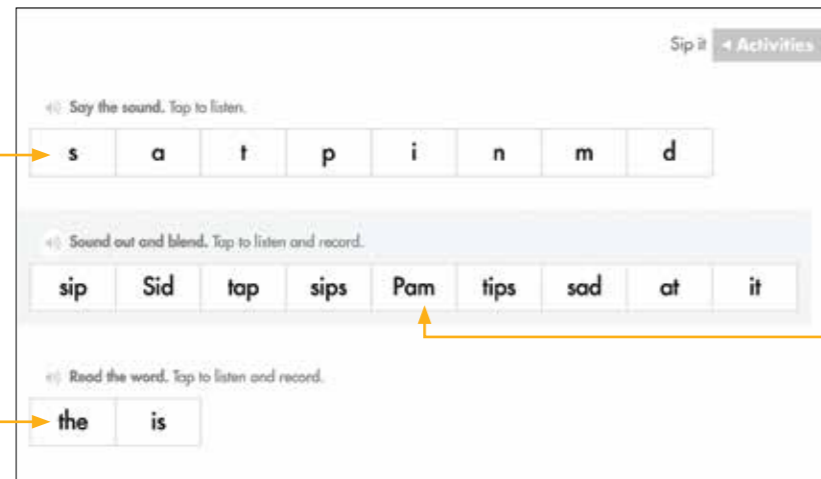 Sip it ◄ Activities
Say the sound. Tap to listen.
s a t p i n m d
Sound out and blend. Tap to listen and record.
sip Sid tap sips Pam tips sad at it
Read the word. Tap to listen and record.
the is